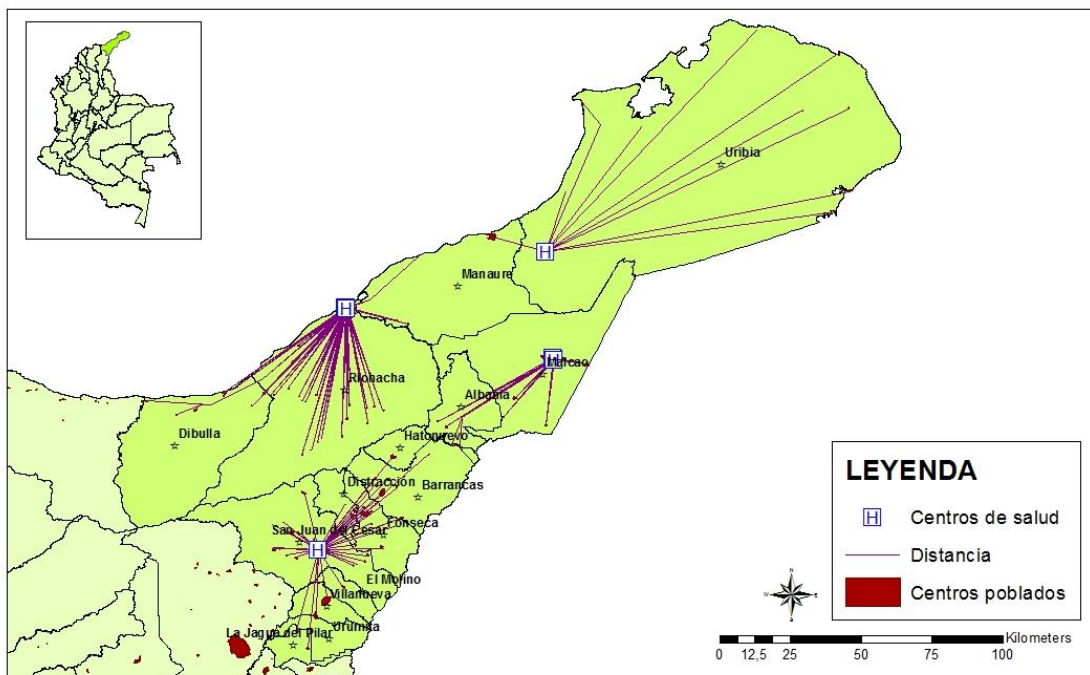 Uribia
H
Manaure
H
H
Maicao
Riohacha
Albania
Dibulla
Hatonuevo
Distracción
Barrancas
San Juan del Cesar
Fonseca
H
El Molino
Villanueva
La Jagua del Pilar
Urumita
LEYENDA
H Centros de salud
Distancia
Centros poblados
N
W
E
S
Kilometers
0 12,5 25 50 75 100